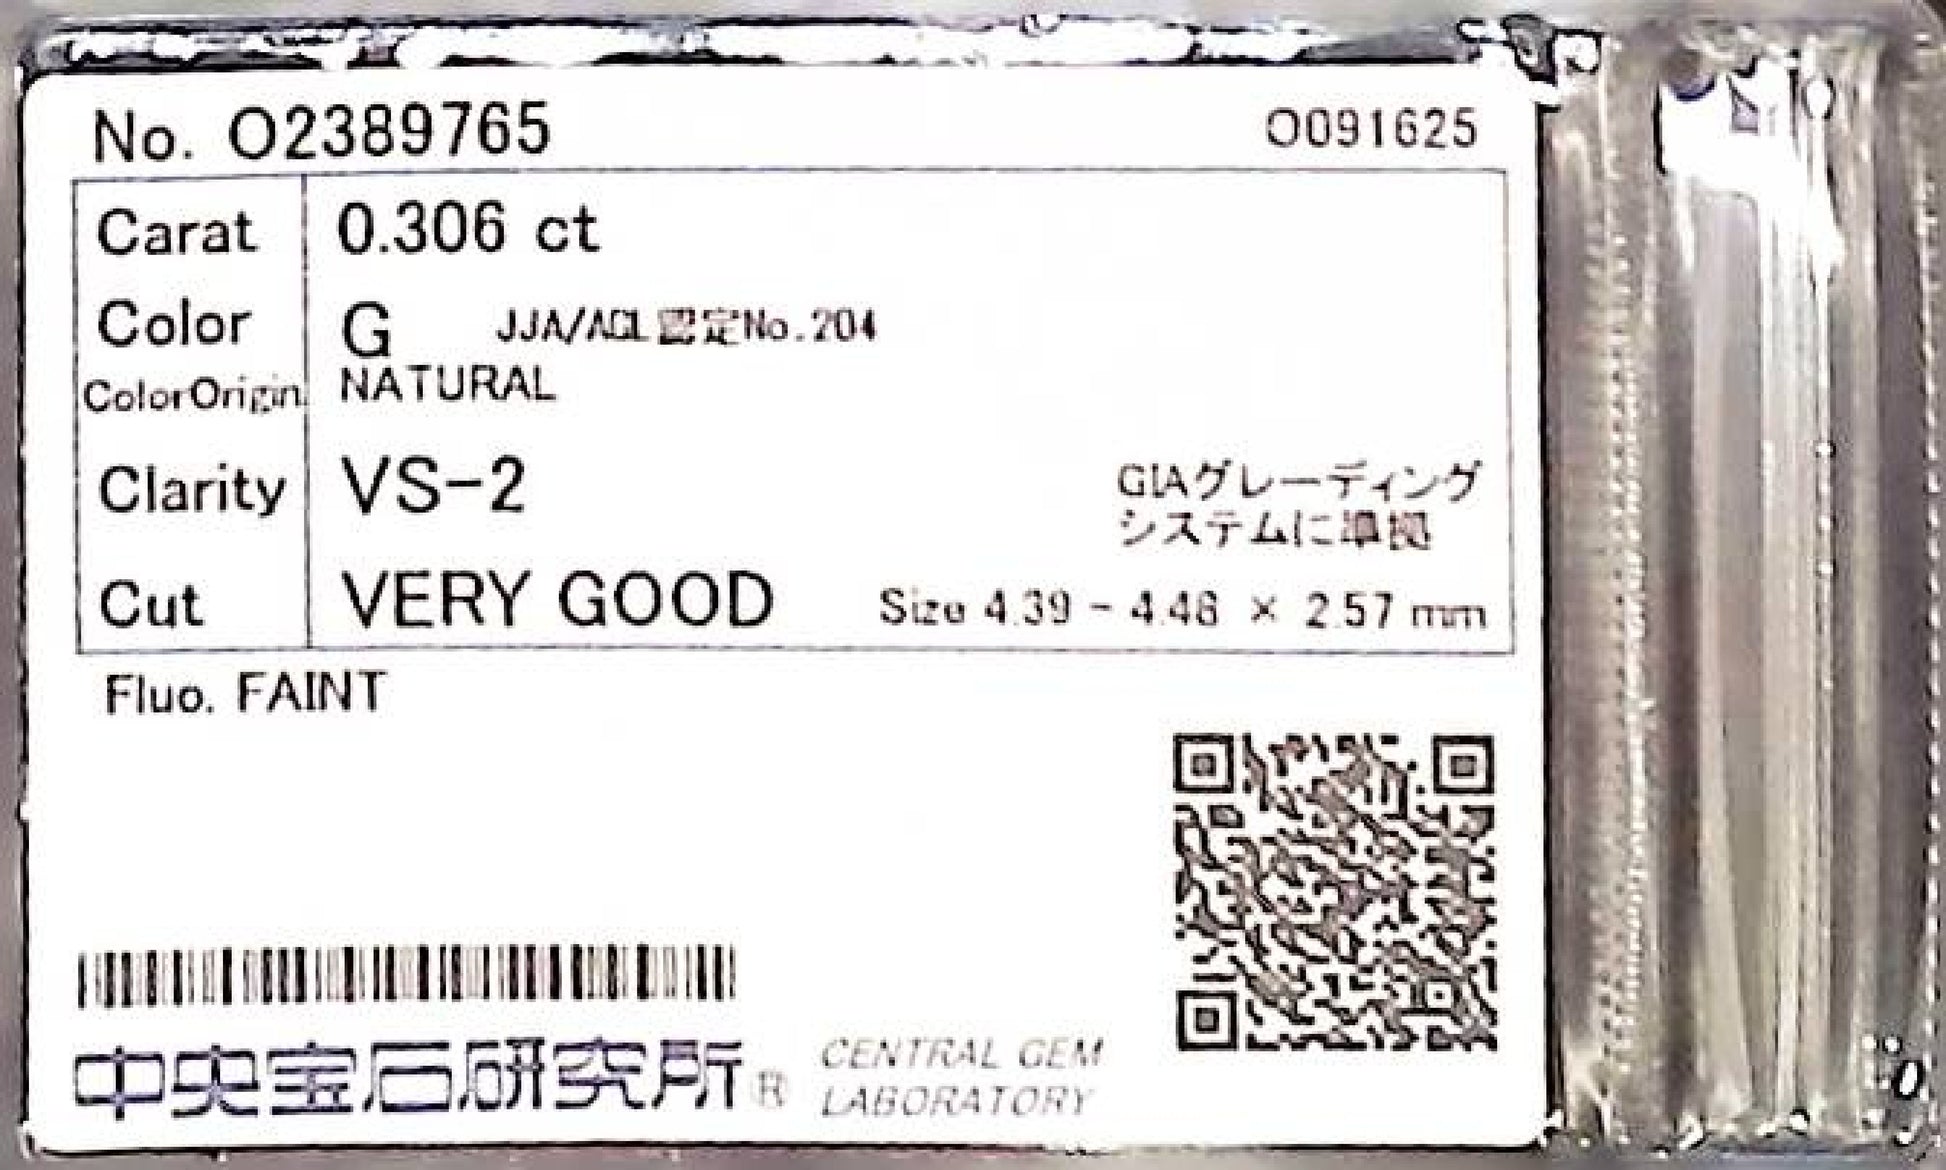 No. O2389765 O091625
Carat 0.306 ct
Color G JJA/AGL認定No.204
ColorOrigin NATURAL
Clarity VS-2 GIAグレーディング
システムに準拠
Cut VERY GOOD Size 4.39 - 4.46 × 2.57 mm
Fluo. FAINT
中央宝石研究所® CENTRAL GEM
LABORATORY